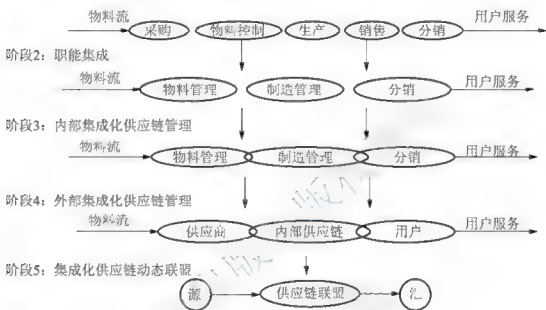 物料流 采购 物料控制 生产 销售 分销 用户服务
阶段2：职能集成
物料流 物料管理 制造管理 分销 用户服务
阶段3：内部集成化供应链管理
物料流 物料管理 制造管理 分销 用户服务
阶段4：外部集成化供应链管理
物料流 供应商 内部供应链 用户 用户服务
阶段5：集成化供应链动态联盟
源 供应链联盟 汇